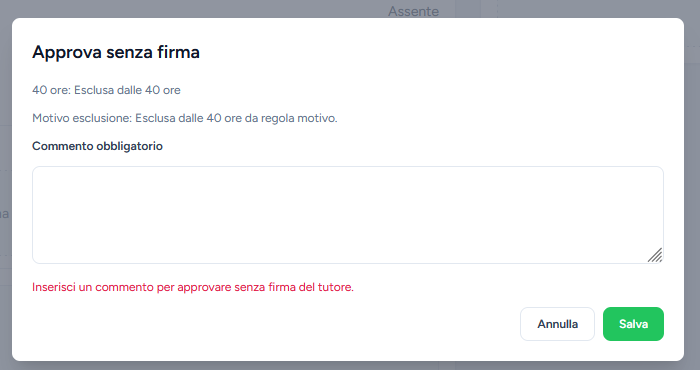 Assente
Approva senza firma
40 ore: Esclusa dalle 40 ore
Motivo esclusione: Esclusa dalle 40 ore da regola motivo.
Commento obbligatorio
Inserisci un commento per approvare senza firma del tutore.
Annulla
Salva